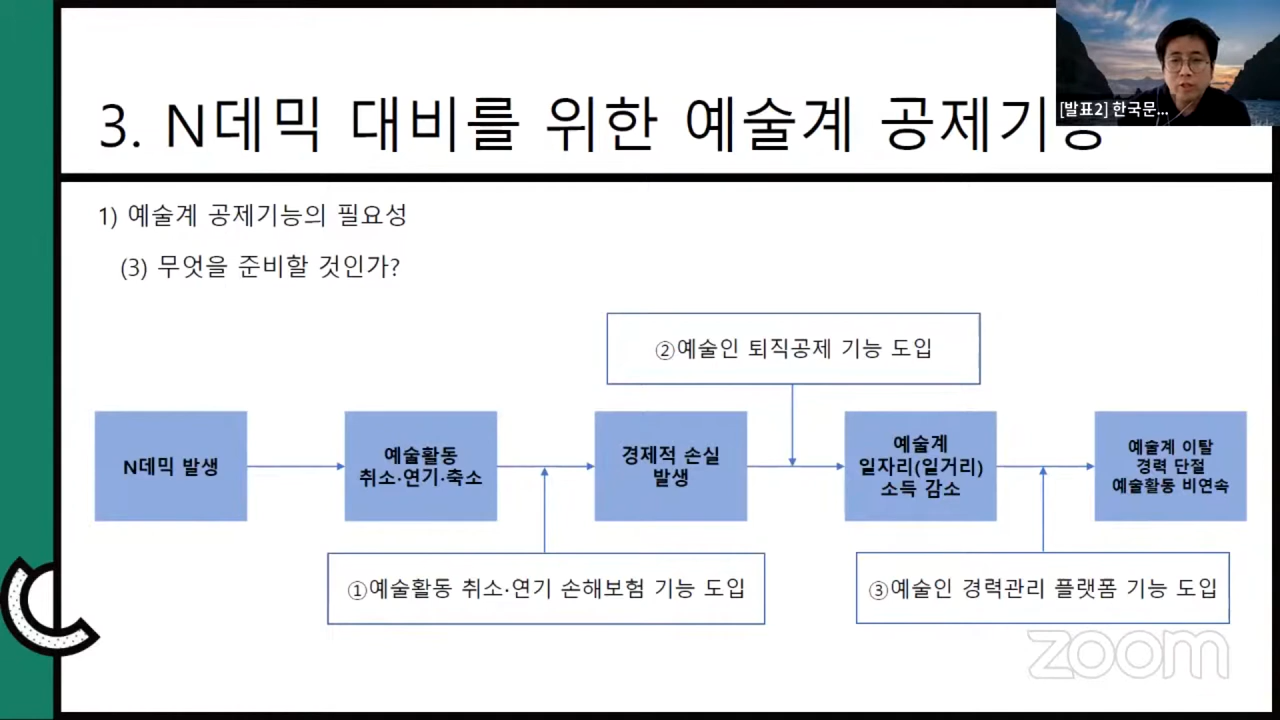 3. N데믹 대비를 위한 예술계 공제기능
[발표2] 한국문...
1) 예술계 공제기능의 필요성
(3) 무엇을 준비할 것인가?
②예술인 퇴직공제 기능 도입
N데믹 발생
예술활동
취소·연기·축소
경제적 손실
발생
예술계
일자리(일거리)
소득 감소
예술계 이탈
경력 단절
예술활동 비연속
①예술활동 취소·연기 손해보험 기능 도입
③예술인 경력관리 플랫폼 기능 도입
zoom